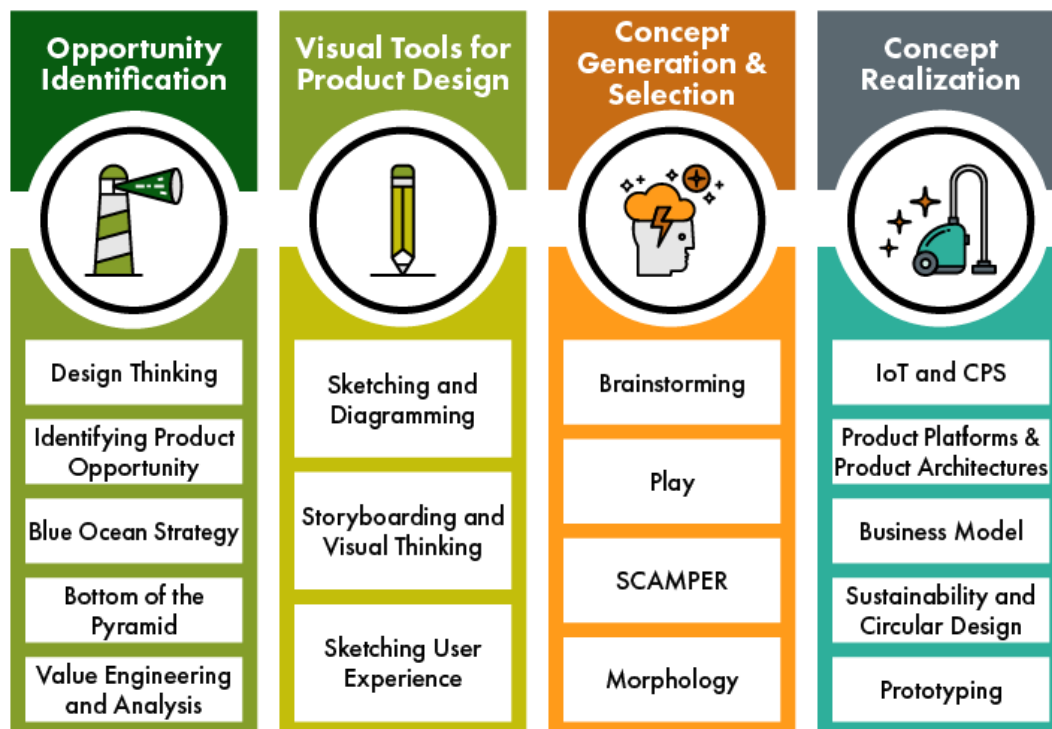 Opportunity
Identification
Design Thinking
Identifying Product
Opportunity
Blue Ocean Strategy
Bottom of the
Pyramid
Value Engineering
and Analysis
Visual Tools for
Product Design
Sketching and
Diagramming
Storyboarding and
Visual Thinking
Sketching User
Experience
Concept
Generation &
Selection
Brainstorming
Play
SCAMPER
Morphology
Concept
Realization
IoT and CPS
Product Platforms &
Product Architectures
Business Model
Sustainability and
Circular Design
Prototyping